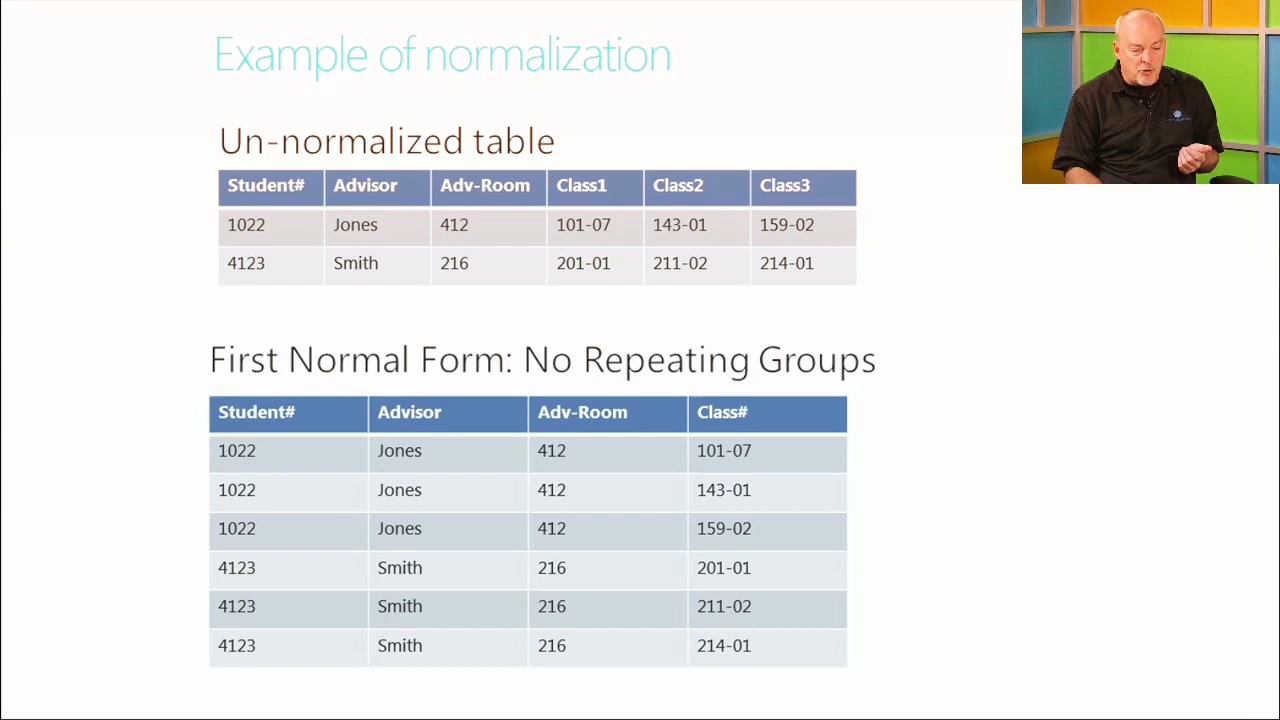 Example of normalization
Un-normalized table
Student# Advisor Adv-Room Class1 Class2 Class3
1022 Jones 412 101-07 143-01 159-02
4123 Smith 216 201-01 211-02 214-01
First Normal Form: No Repeating Groups
Student# Advisor Adv-Room Class#
1022 Jones 412 101-07
1022 Jones 412 143-01
1022 Jones 412 159-02
4123 Smith 216 201-01
4123 Smith 216 211-02
4123 Smith 216 214-01